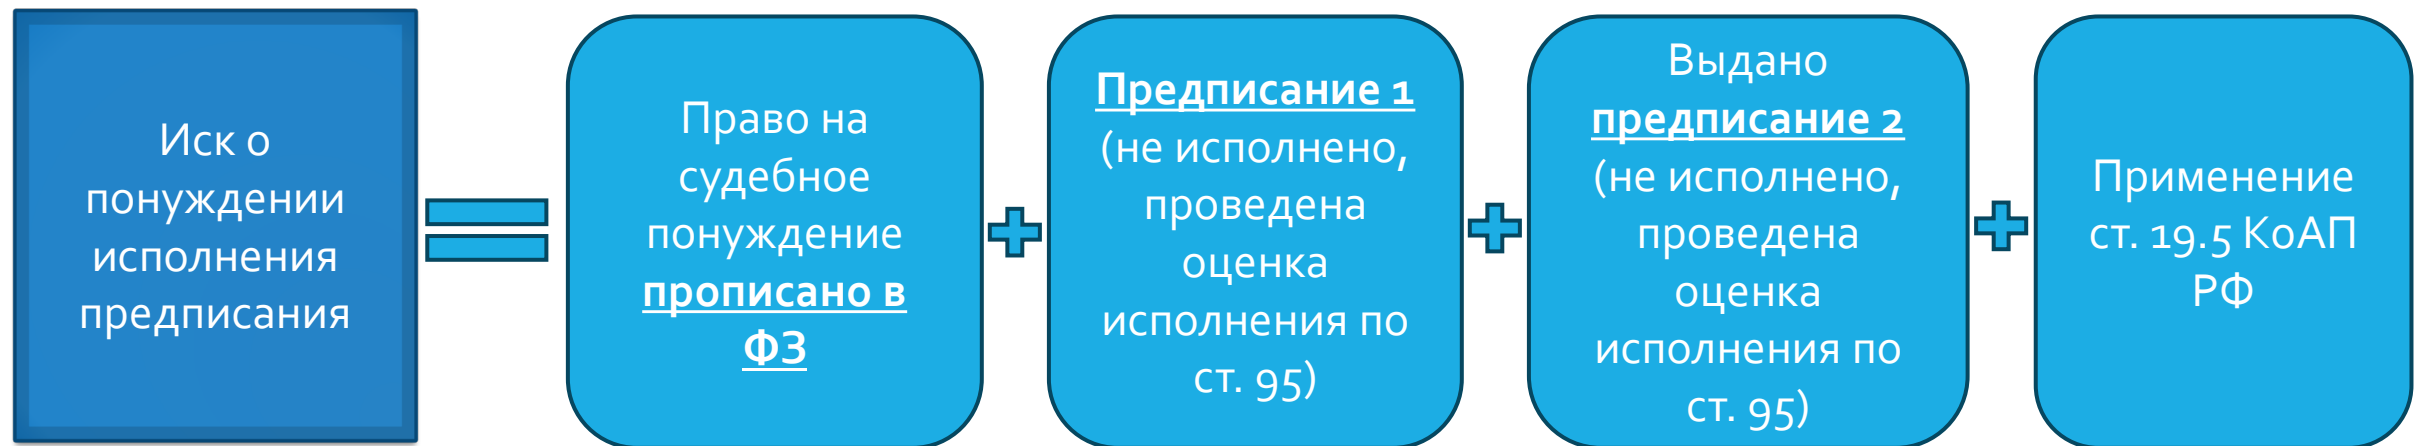 Иск о
понуждении
исполнения
предписания
Право на
судебное
понуждение
прописано в
ФЗ
Предписание 1
(не исполнено,
проведена
оценка
исполнения по
ст. 95)
Выдано
предписание 2
(не исполнено,
проведена
оценка
исполнения по
ст. 95)
Применение
ст. 19.5 КоАП
РФ